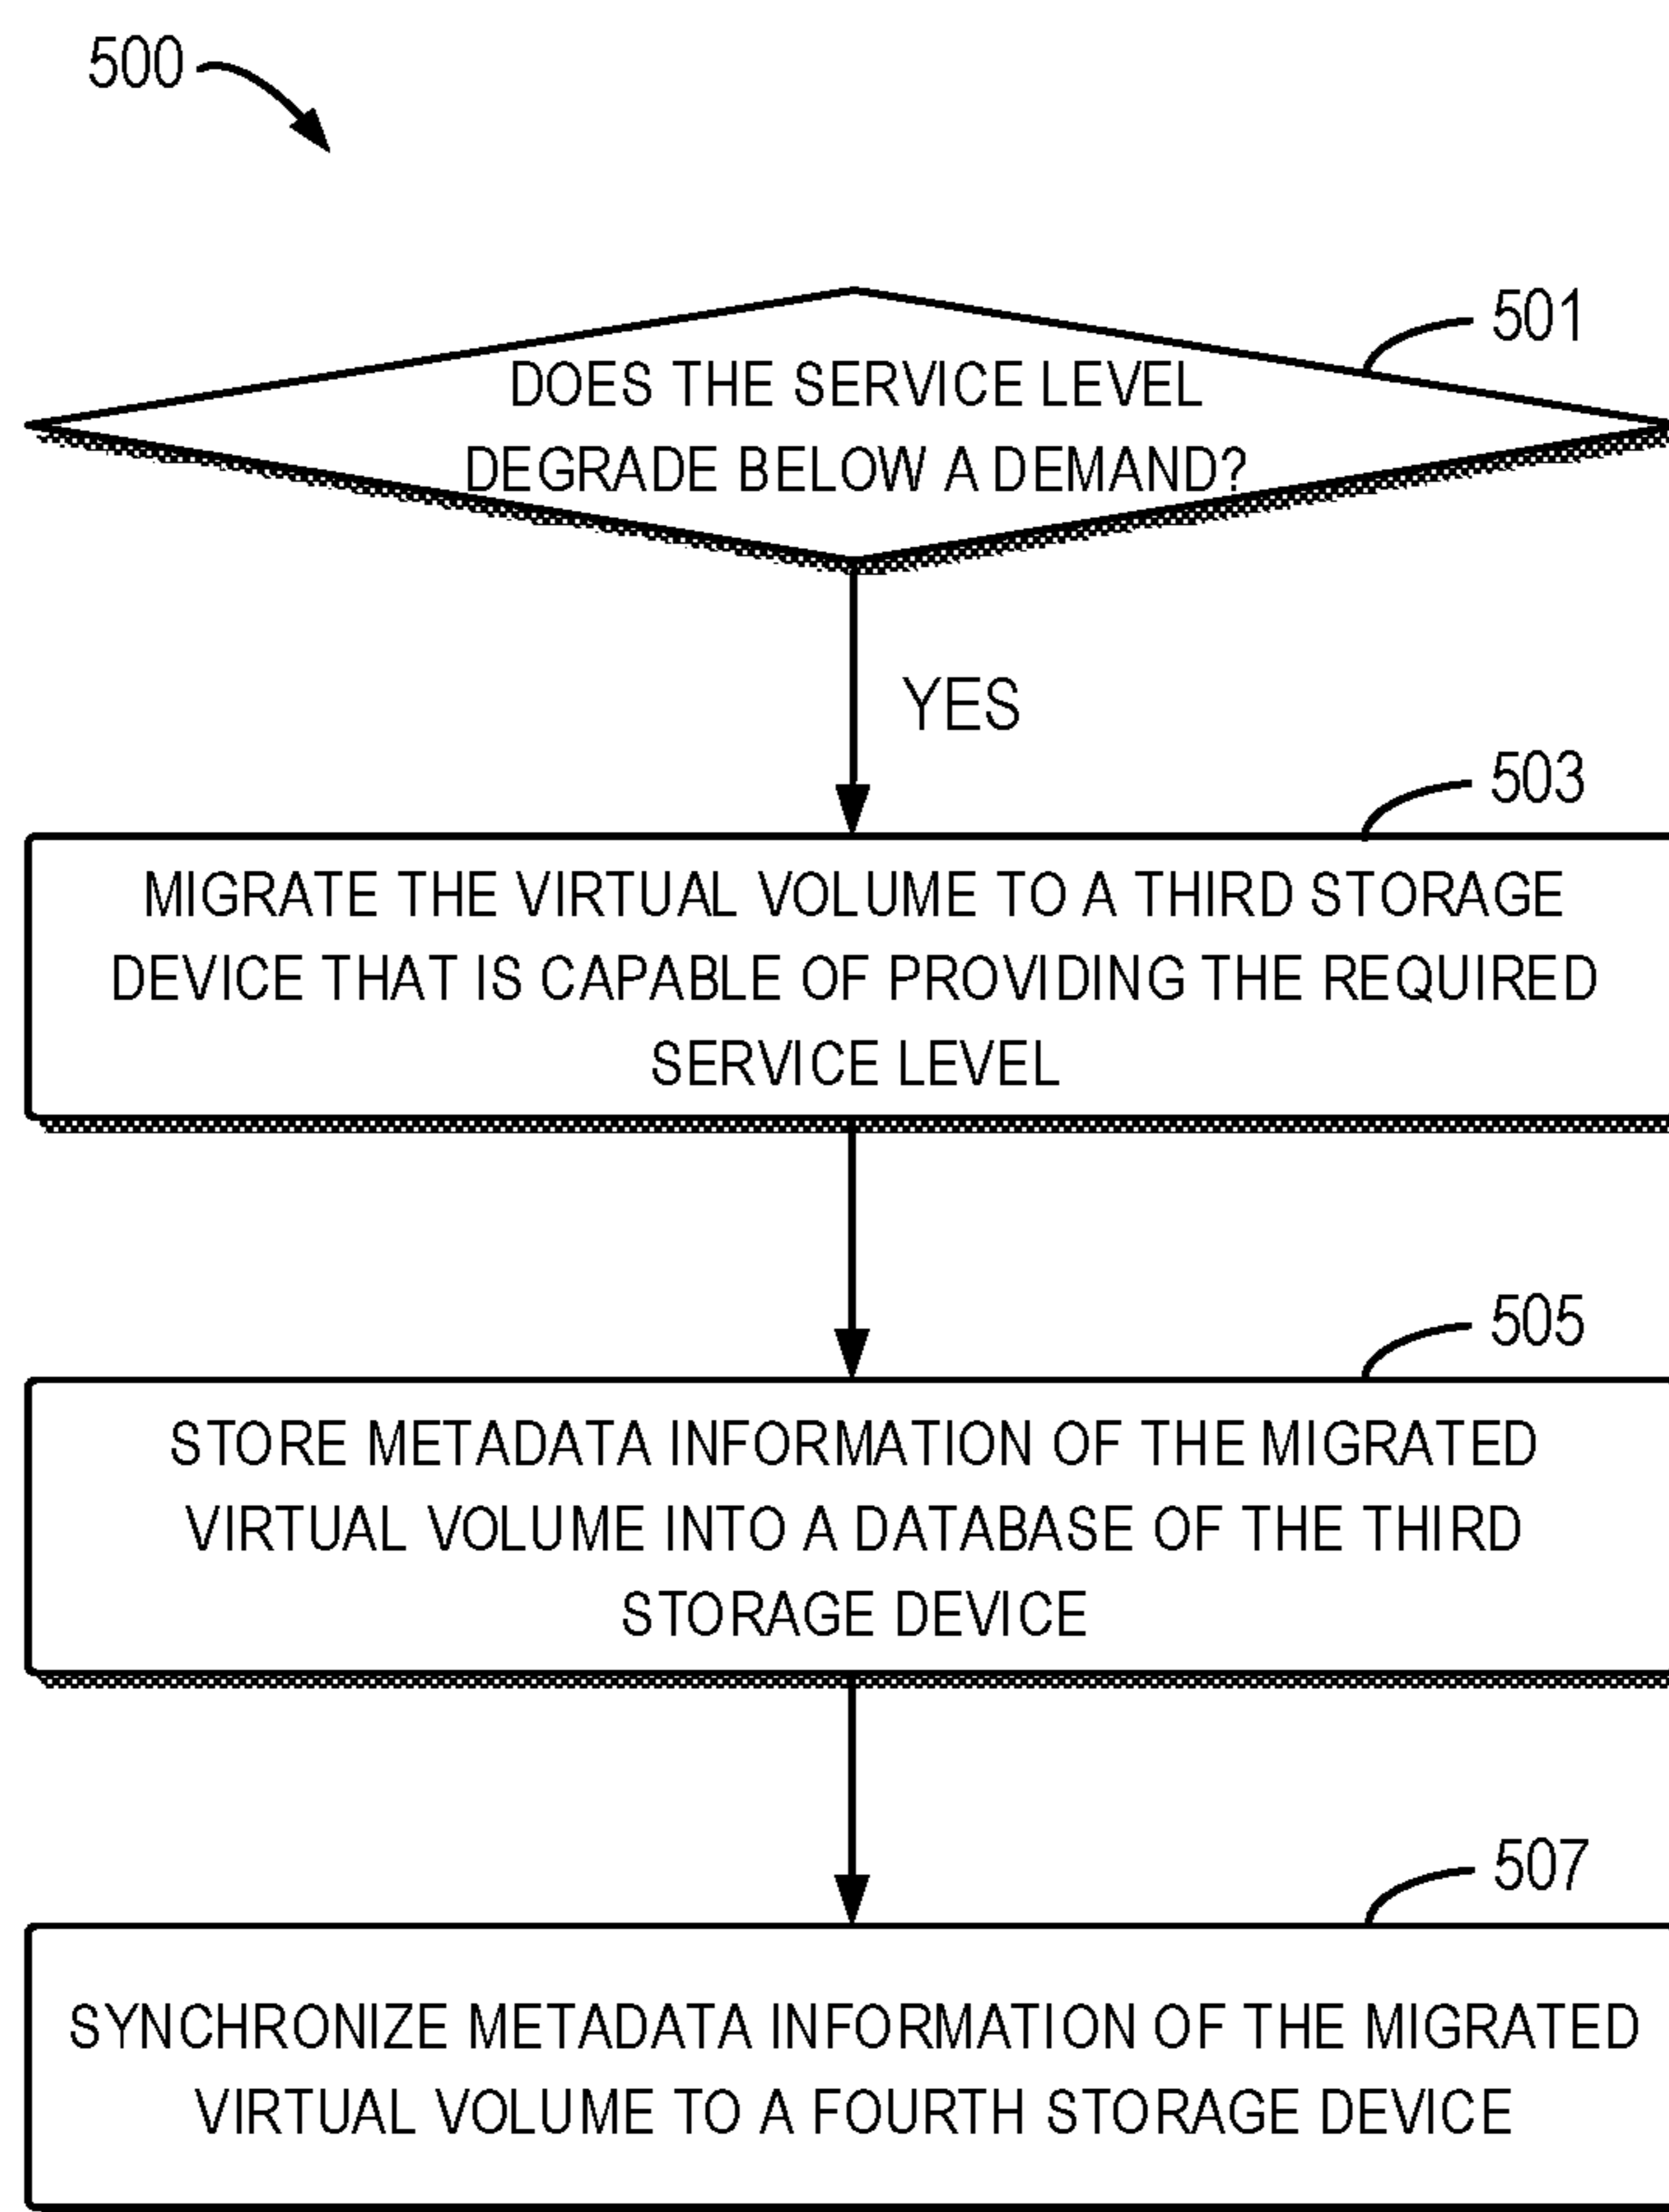 500
501
DOES THE SERVICE LEVEL
DEGRADE BELOW A DEMAND?
YES
503
MIGRATE THE VIRTUAL VOLUME TO A THIRD STORAGE
DEVICE THAT IS CAPABLE OF PROVIDING THE REQUIRED
SERVICE LEVEL
505
STORE METADATA INFORMATION OF THE MIGRATED
VIRTUAL VOLUME INTO A DATABASE OF THE THIRD
STORAGE DEVICE
507
SYNCHRONIZE METADATA INFORMATION OF THE MIGRATED
VIRTUAL VOLUME TO A FOURTH STORAGE DEVICE